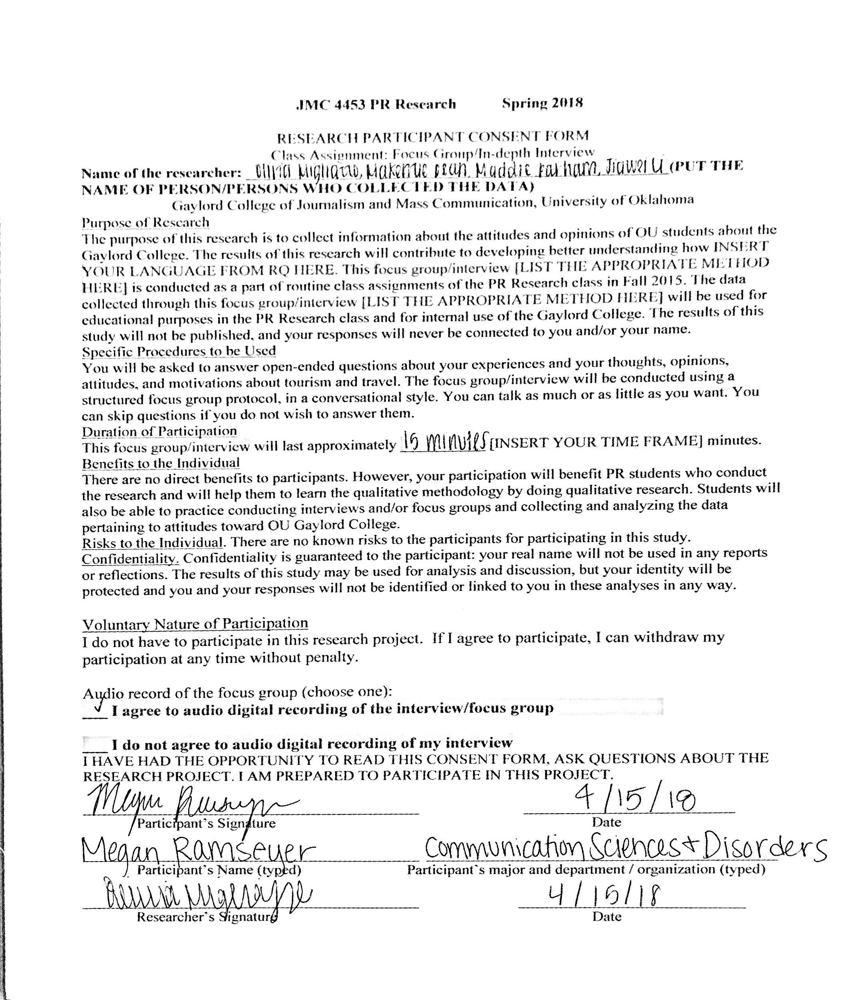 JMC 4453 PR Research Spring 2018
RESEARCH PARTICIPANT CONSENT FORM
Class Assignment: Focus Group/In-depth Interview
Name of the researcher: Olivia Makenzie Dean, Maddie Farham, Jiawei (PUT THE
NAME OF PERSON/PERSONS WHO COLLECTED THE DATA)
Gaylord College of Journalism and Mass Communication, University of Oklahoma
Purpose of Research
The purpose of this research is to collect information about the attitudes and opinions of OU students about the
Gaylord College. The results of this research will contribute to developing better understanding how INSERT
YOUR LANGUAGE FROM RQ HERE. This focus group/interview [LIST THE APPROPRIATE METHOD
HERE] is conducted as a part of routine class assignments of the PR Research class in Fall 2015. The data
collected through this focus group/interview [LIST THE APPROPRIATE METHOD HERE] will be used for
educational purposes in the PR Research class and for internal use of the Gaylord College. The results of this
study will not be published, and your responses will never be connected to you and/or your name.
Specific Procedures to be Used
You will be asked to answer open-ended questions about your experiences and your thoughts, opinions,
attitudes, and motivations about tourism and travel. The focus group/interview will be conducted using a
structured focus group protocol, in a conversational style. You can talk as much or as little as you want. You
can skip questions if you do not wish to answer them.
Duration of Participation
This focus group/interview will last approximately 15 minutes [INSERT YOUR TIME FRAME] minutes.
Benefits to the Individual
There are no direct benefits to participants. However, your participation will benefit PR students who conduct
the research and will help them to learn the qualitative methodology by doing qualitative research. Students will
also be able to practice conducting interviews and/or focus groups and collecting and analyzing the data
pertaining to attitudes toward OU Gaylord College.
Risks to the Individual. There are no known risks to the participants for participating in this study.
Confidentiality. Confidentiality is guaranteed to the participant: your real name will not be used in any reports
or reflections. The results of this study may be used for analysis and discussion, but your identity will be
protected and you and your responses will not be identified or linked to you in these analyses in any way.
Voluntary Nature of Participation
I do not have to participate in this research project. If I agree to participate, I can withdraw my
participation at any time without penalty.
Audio record of the focus group (choose one):
✓ I agree to audio digital recording of the interview/focus group
___ I do not agree to audio digital recording of my interview
I HAVE HAD THE OPPORTUNITY TO READ THIS CONSENT FORM, ASK QUESTIONS ABOUT THE
RESEARCH PROJECT. I AM PREPARED TO PARTICIPATE IN THIS PROJECT.
4/15/18
Participant's Signature Date
Megan Ramseyer Communication Sciences + Disorders
Participant's Name (typed) Participant's major and department / organization (typed)
4/15/18
Researcher's Signature Date